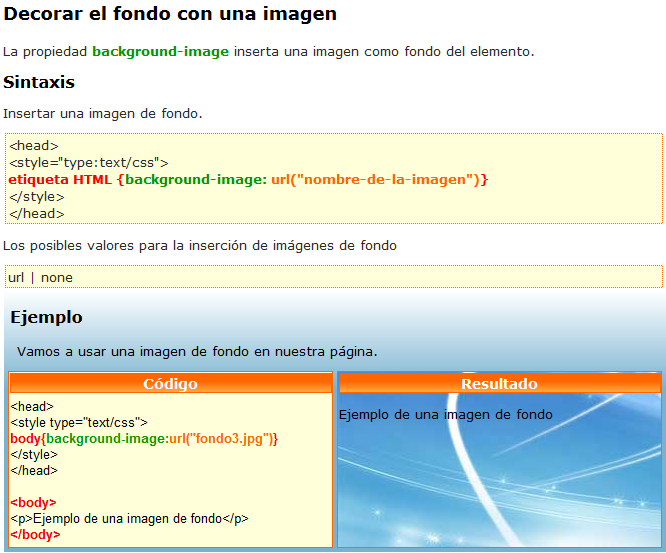 Decorar el fondo con una imagen
La propiedad background-image inserta una imagen como fondo del elemento.
Sintaxis
Insertar una imagen de fondo.
<head>
<style="type:text/css">
etiqueta HTML {background-image: url("nombre-de-la-imagen")}
</style>
</head>
Los posibles valores para la inserción de imágenes de fondo
url | none
Ejemplo
Vamos a usar una imagen de fondo en nuestra página.
Código
<head>
<style type="text/css">
body{background-image:url("fondo3.jpg")}
</style>
</head>
<body>
<p>Ejemplo de una imagen de fondo</p>
</body>
Resultado
Ejemplo de una imagen de fondo